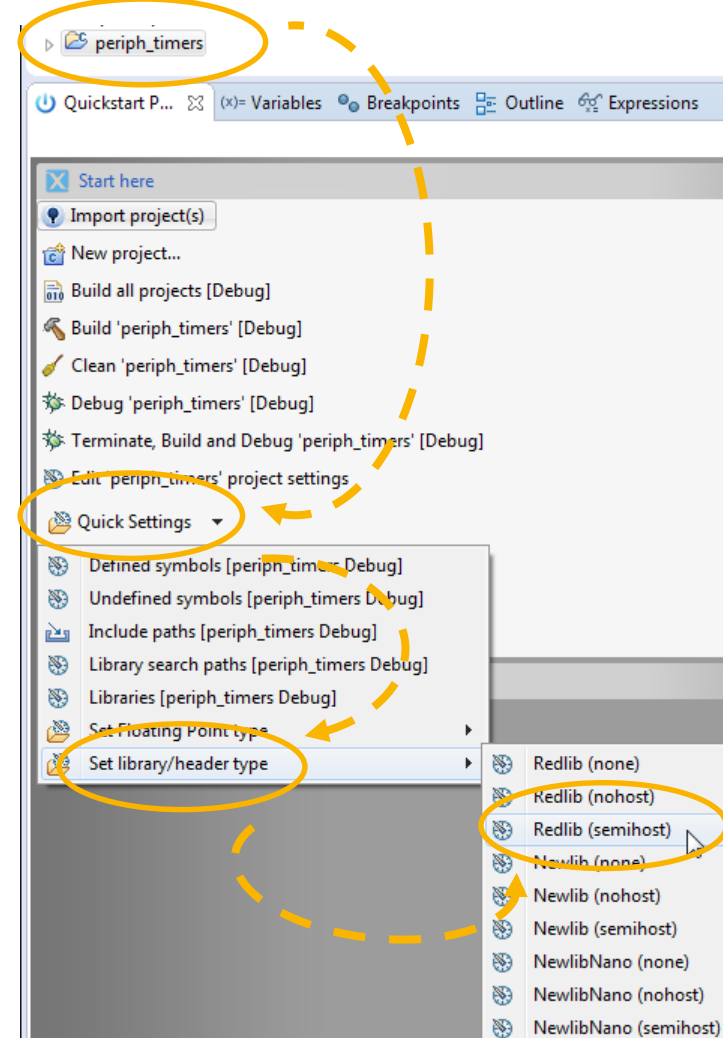 periph_timers
Quickstart P... (x)= Variables Breakpoints Outline Expressions
Start here
Import project(s)
New project...
Build all projects [Debug]
Build 'periph_timers' [Debug]
Clean 'periph_timers' [Debug]
Debug 'periph_timers' [Debug]
Terminate, Build and Debug 'periph_timers' [Debug]
Edit 'periph_timers' project settings
Quick Settings
Defined symbols [periph_timers Debug]
Undefined symbols [periph_timers Debug]
Include paths [periph_timers Debug]
Library search paths [periph_timers Debug]
Libraries [periph_timers Debug]
Set Floating Point type
Set library/header type
Redlib (none)
Redlib (nohost)
Redlib (semihost)
Newlib (none)
Newlib (nohost)
Newlib (semihost)
NewlibNano (none)
NewlibNano (nohost)
NewlibNano (semihost)